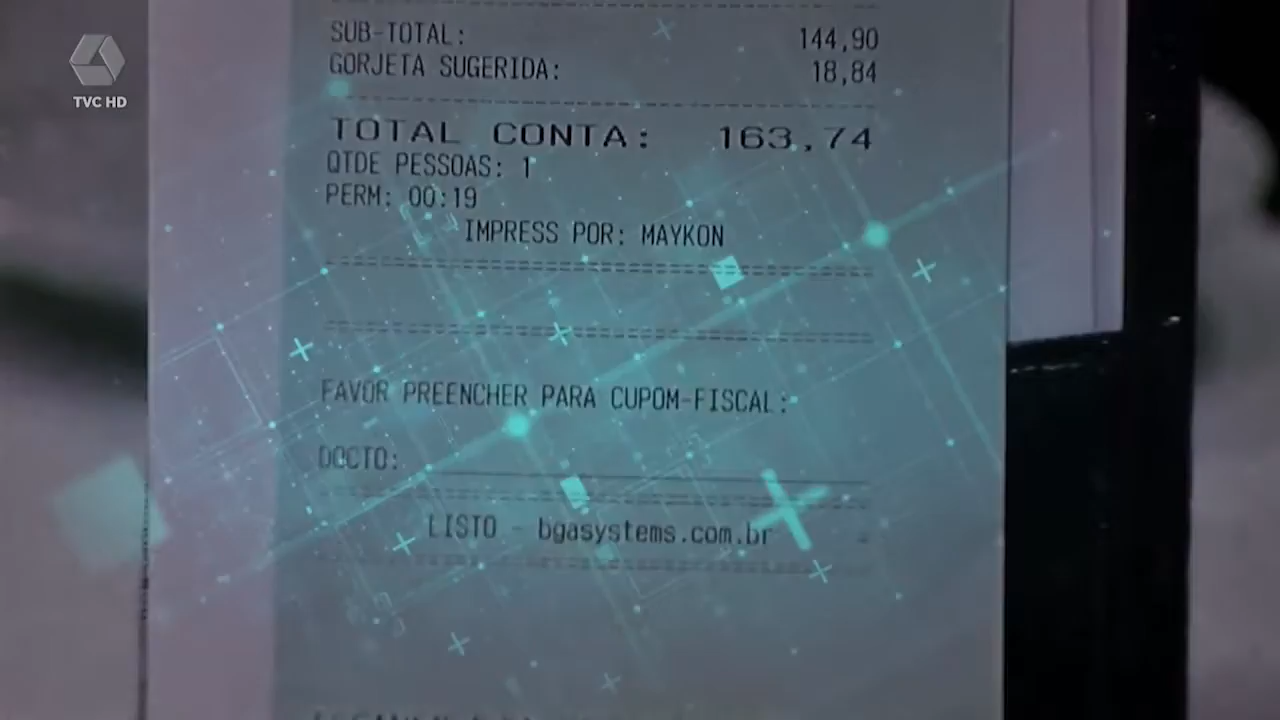 SUB-TOTAL: 144,90
GORJETA SUGERIDA: 18,84
TVC HD
TOTAL CONTA: 163,74
QTDE PESSOAS: 1
PERM: 00:19
IMPRESS POR: MAYKON
FAVOR PREENCHER PARA CUPOM-FISCAL:
DOCTO:
LISTO - bgasystems.com.br